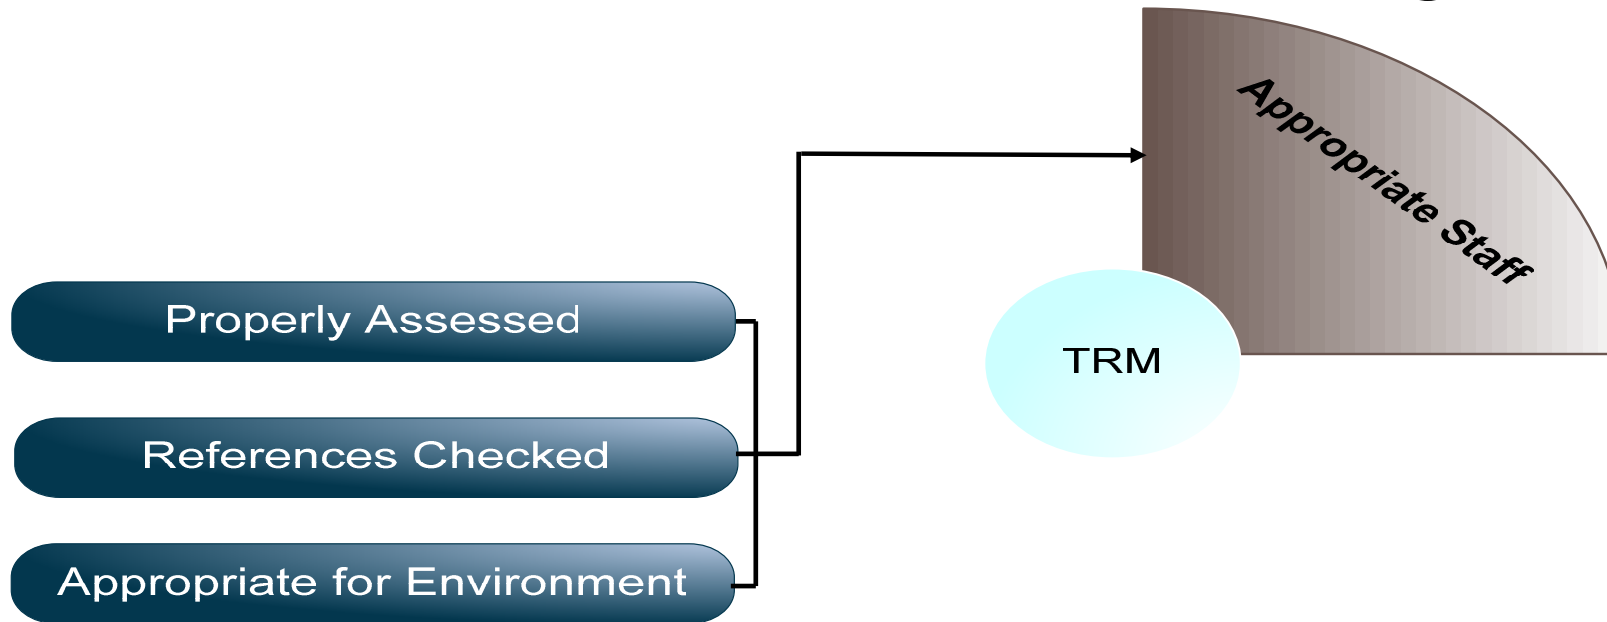 Appropriate Staff
Properly Assessed
TRM
References Checked
Appropriate for Environment